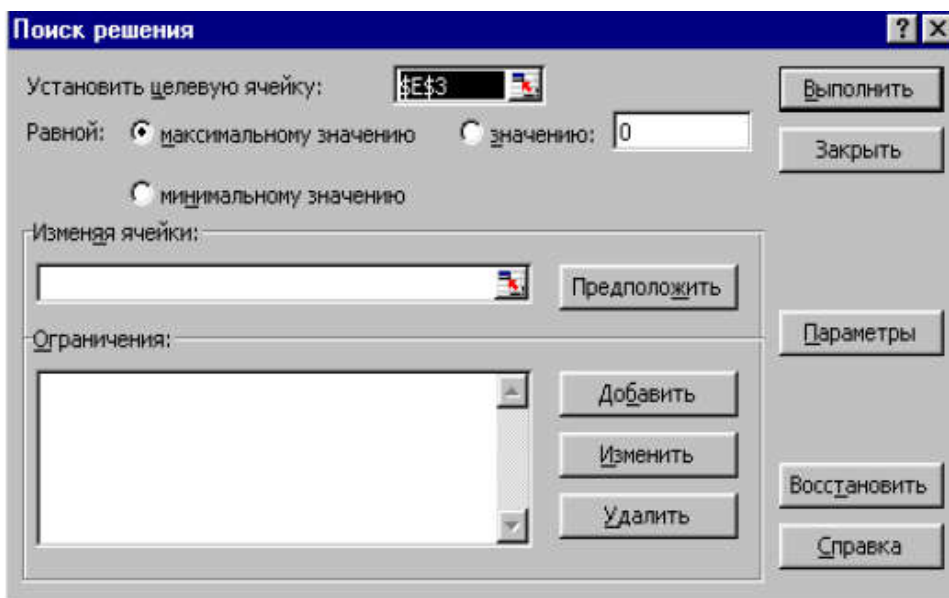 Поиск решения
Установить целевую ячейку: $E$3
Выполнить
Равной: максимальному значению значению: 0
Закрыть
минимальному значению
Изменяя ячейки:
Предположить
Ограничения:
Параметры
Добавить
Изменить
Восстановить
Удалить
Справка